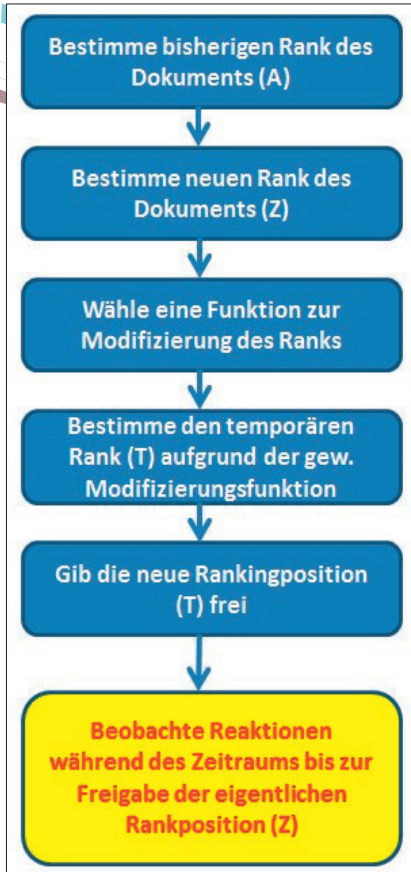 Bestimme bisherigen Rank des
Dokuments (A)
Bestimme neuen Rank des
Dokuments (Z)
Wähle eine Funktion zur
Modifizierung des Ranks
Bestimme den temporären
Rank (T) aufgrund der gew.
Modifizierungsfunktion
Gib die neue Rankingposition
(T) frei
Beobachte Reaktionen
während des Zeitraums bis zur
Freigabe der eigentlichen
Rankposition (Z)